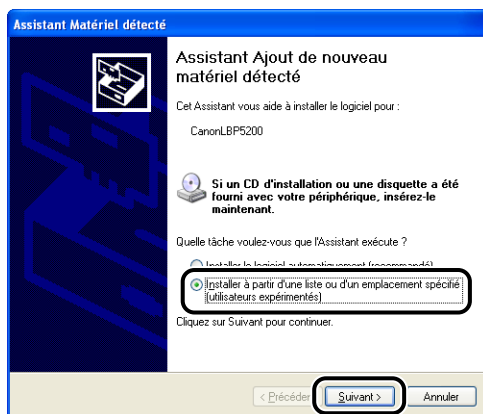 Assistant Matériel détecté
Assistant Ajout de nouveau
matériel détecté
Cet Assistant vous aide à installer le logiciel pour :
CanonLBP5200
Si un CD d'installation ou une disquette a été
fourni avec votre périphérique, insérez-le
maintenant.
Quelle tâche voulez-vous que l'Assistant exécute ?
Installer le logiciel automatiquement (recommandé)
Installer à partir d'une liste ou d'un emplacement spécifié
(utilisateurs expérimentés)
Cliquez sur Suivant pour continuer.
< Précédent
Suivant >
Annuler